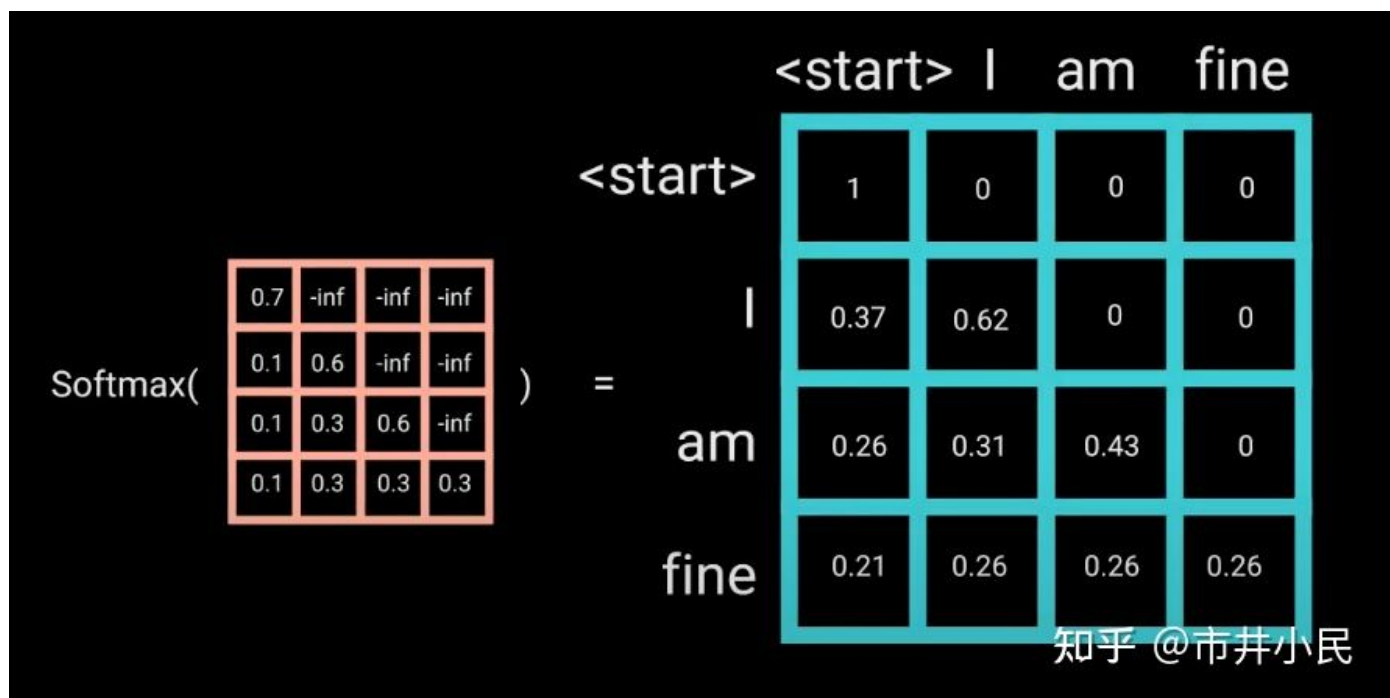 <start> I am fine
<start> 1 0 0 0
0.7 -inf -inf -inf
I 0.37 0.62 0 0
0.1 0.6 -inf -inf
Softmax( ) =
0.1 0.3 0.6 -inf
am 0.26 0.31 0.43 0
0.1 0.3 0.3 0.3
fine 0.21 0.26 0.26 0.26
知乎 @市井小民